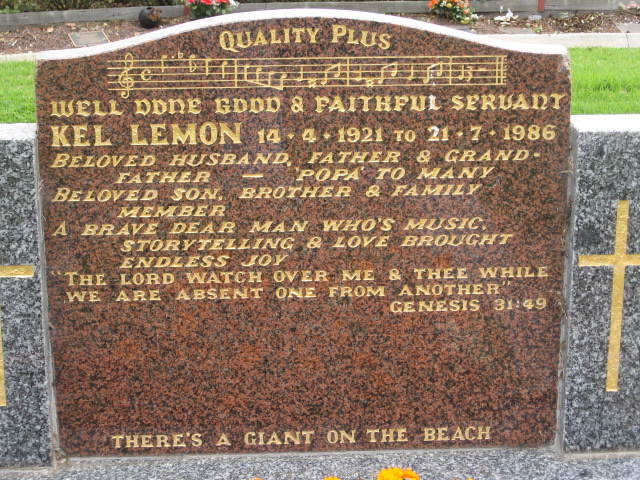 QUALITY PLUS
WELL DONE GOOD & FAITHFUL SERVANT
KEL LEMON 14 · 4 · 1921 TO 21 · 7 · 1986
BELOVED HUSBAND, FATHER & GRAND-
FATHER — 'POPA' TO MANY
BELOVED SON, BROTHER & FAMILY
MEMBER
A BRAVE DEAR MAN WHO'S MUSIC,
STORYTELLING & LOVE BROUGHT
ENDLESS JOY
"THE LORD WATCH OVER ME & THEE WHILE
WE ARE ABSENT ONE FROM ANOTHER"
GENESIS 31:49
THERE'S A GIANT ON THE BEACH